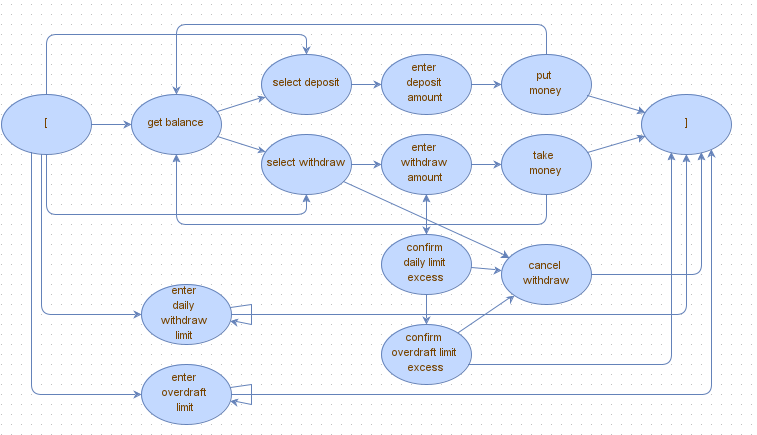 [
get balance
select deposit
enter
deposit
amount
put
money
]
select withdraw
enter
withdraw
amount
take
money
confirm
daily limit
excess
cancel
withdraw
enter
daily
withdraw
limit
confirm
overdraft limit
excess
enter
overdraft
limit